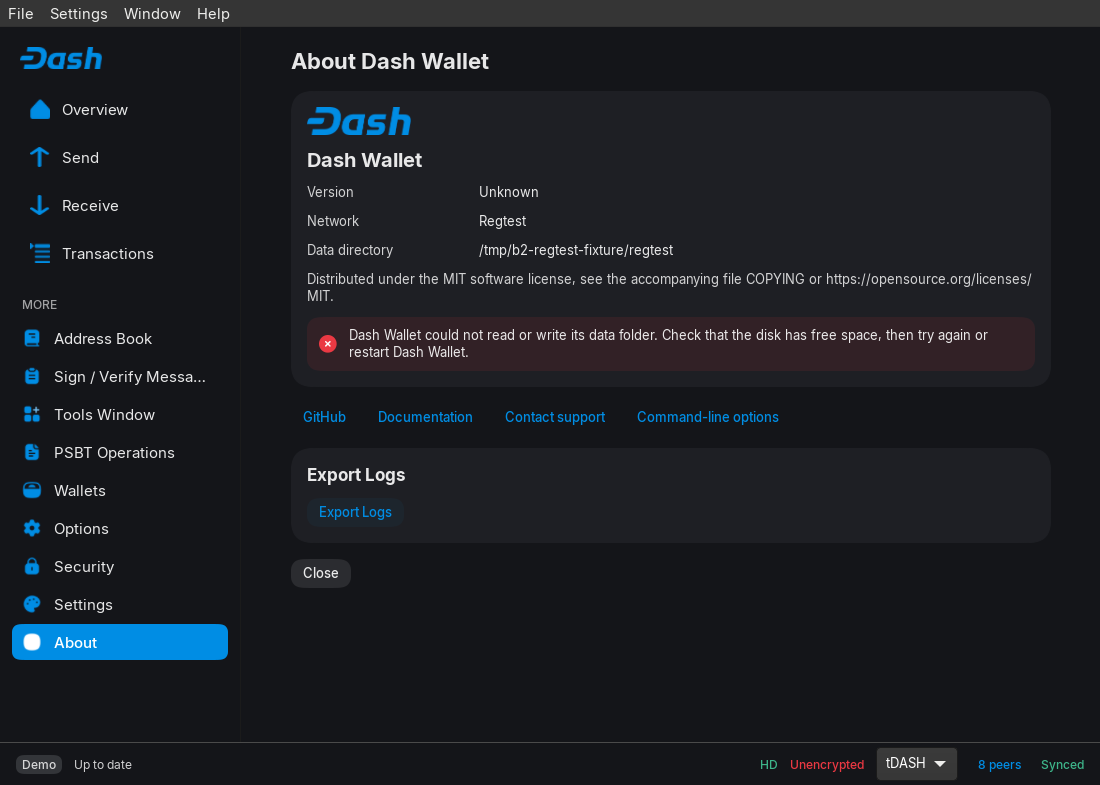 File Settings Window Help
Dash
Overview
Send
Receive
Transactions
MORE
Address Book
Sign / Verify Messa...
Tools Window
PSBT Operations
Wallets
Options
Security
Settings
About
About Dash Wallet
Dash
Dash Wallet
Version Unknown
Network Regtest
Data directory /tmp/b2-regtest-fixture/regtest
Distributed under the MIT software license, see the accompanying file COPYING or https://opensource.org/licenses/
MIT.
Dash Wallet could not read or write its data folder. Check that the disk has free space, then try again or
restart Dash Wallet.
GitHub Documentation Contact support Command-line options
Export Logs
Export Logs
Close
Demo Up to date HD Unencrypted tDASH 8 peers Synced